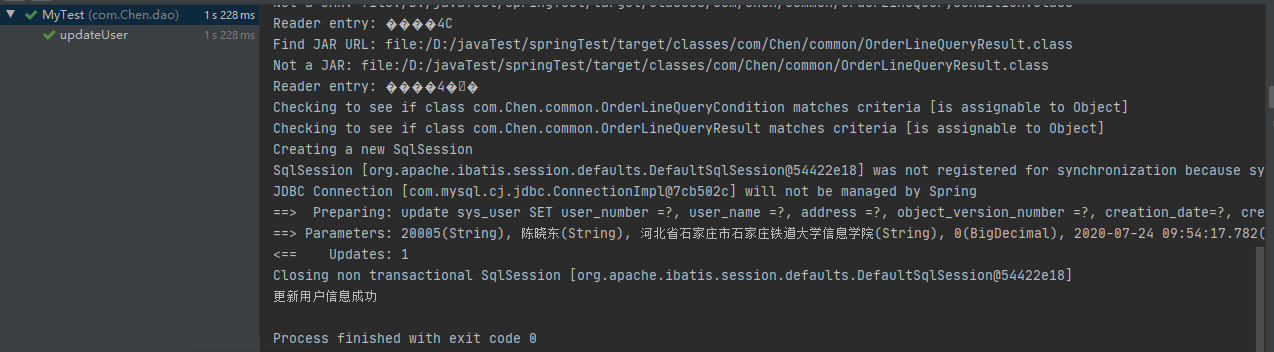 MyTest (com.Chen.dao) 1 s 228 ms
updateUser 1 s 228 ms
Reader entry: ����4C
Find JAR URL: file:/D:/javaTest/springTest/target/classes/com/Chen/common/OrderLineQueryResult.class
Not a JAR: file:/D:/javaTest/springTest/target/classes/com/Chen/common/OrderLineQueryResult.class
Reader entry: ����4��
Checking to see if class com.Chen.common.OrderLineQueryCondition matches criteria [is assignable to Object]
Checking to see if class com.Chen.common.OrderLineQueryResult matches criteria [is assignable to Object]
Creating a new SqlSession
SqlSession [org.apache.ibatis.session.defaults.DefaultSqlSession@54422e18] was not registered for synchronization because sy
JDBC Connection [com.mysql.cj.jdbc.ConnectionImpl@7cb502c] will not be managed by Spring
==>  Preparing: update sys_user SET user_number =?, user_name =?, address =?, object_version_number =?, creation_date=?, cre
==> Parameters: 20005(String), 陈晓东(String), 河北省石家庄市石家庄铁道大学信息学院(String), 0(BigDecimal), 2020-07-24 09:54:17.782(
<==    Updates: 1
Closing non transactional SqlSession [org.apache.ibatis.session.defaults.DefaultSqlSession@54422e18]
更新用户信息成功
Process finished with exit code 0